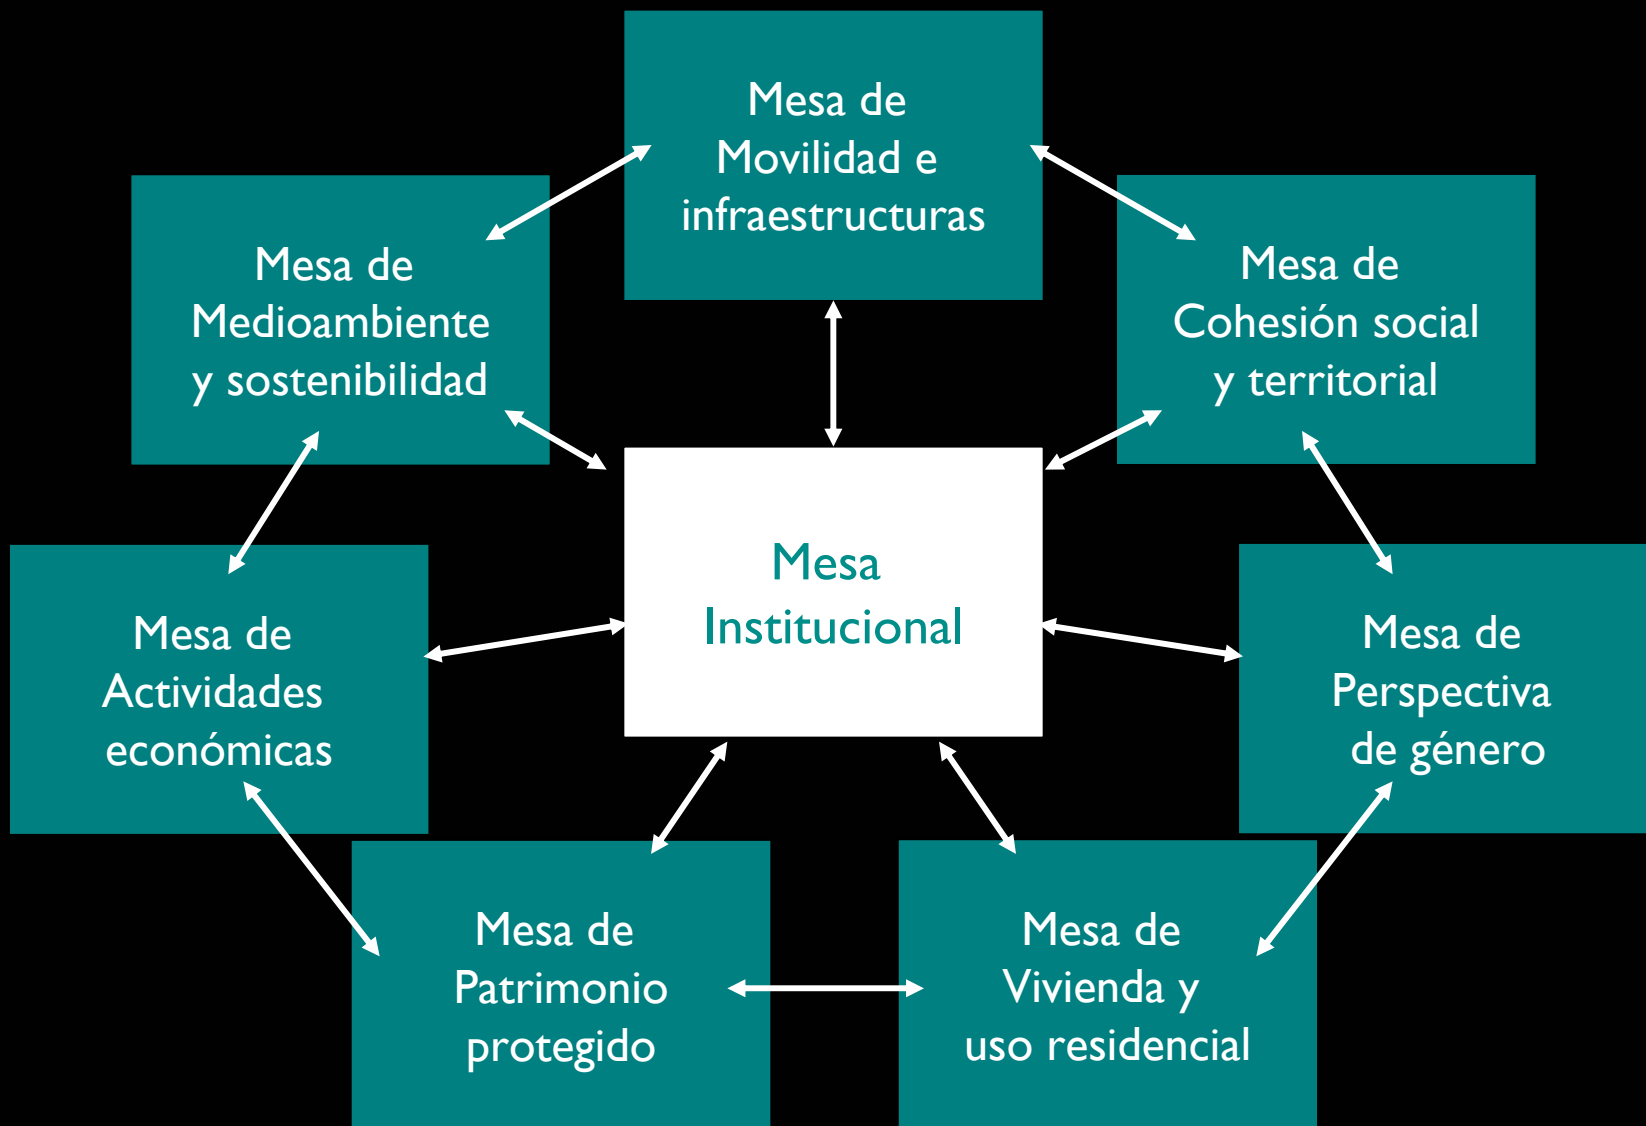 Mesa de
Movilidad e
infraestructuras
Mesa de
Medioambiente
y sostenibilidad
Mesa de
Cohesión social
y territorial
Mesa
Institucional
Mesa de
Actividades
económicas
Mesa de
Perspectiva
de género
Mesa de
Patrimonio
protegido
Mesa de
Vivienda y
uso residencial